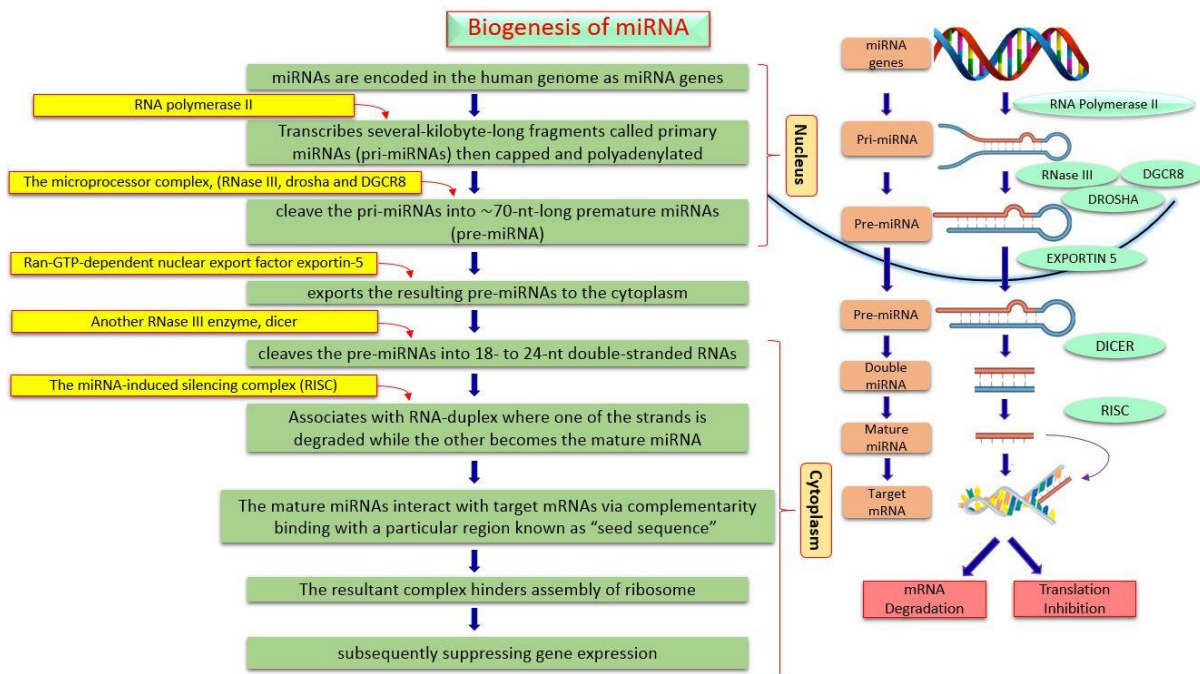 Biogenesis of miRNA
miRNAs are encoded in the human genome as miRNA genes
RNA polymerase II
Transcribes several-kilobyte-long fragments called primary
miRNAs (pri-miRNAs) then capped and polyadenylated
The microprocessor complex, (RNase III, drosha and DGCR8
cleave the pri-miRNAs into ~70-nt-long premature miRNAs
(pre-miRNA)
Ran-GTP-dependent nuclear export factor exportin-5
exports the resulting pre-miRNAs to the cytoplasm
Another RNase III enzyme, dicer
cleaves the pre-miRNAs into 18- to 24-nt double-stranded RNAs
The miRNA-induced silencing complex (RISC)
Associates with RNA-duplex where one of the strands is
degraded while the other becomes the mature miRNA
The mature miRNAs interact with target mRNAs via complementarity
binding with a particular region known as “seed sequence”
The resultant complex hinders assembly of ribosome
subsequently suppressing gene expression
Nucleus
Cytoplasm
miRNA
genes
RNA Polymerase II
Pri-miRNA
RNase III
DGCR8
DROSHA
Pre-miRNA
EXPORTIN 5
Pre-miRNA
DICER
Double
miRNA
RISC
Mature
miRNA
Target
mRNA
mRNA
Degradation
Translation
Inhibition